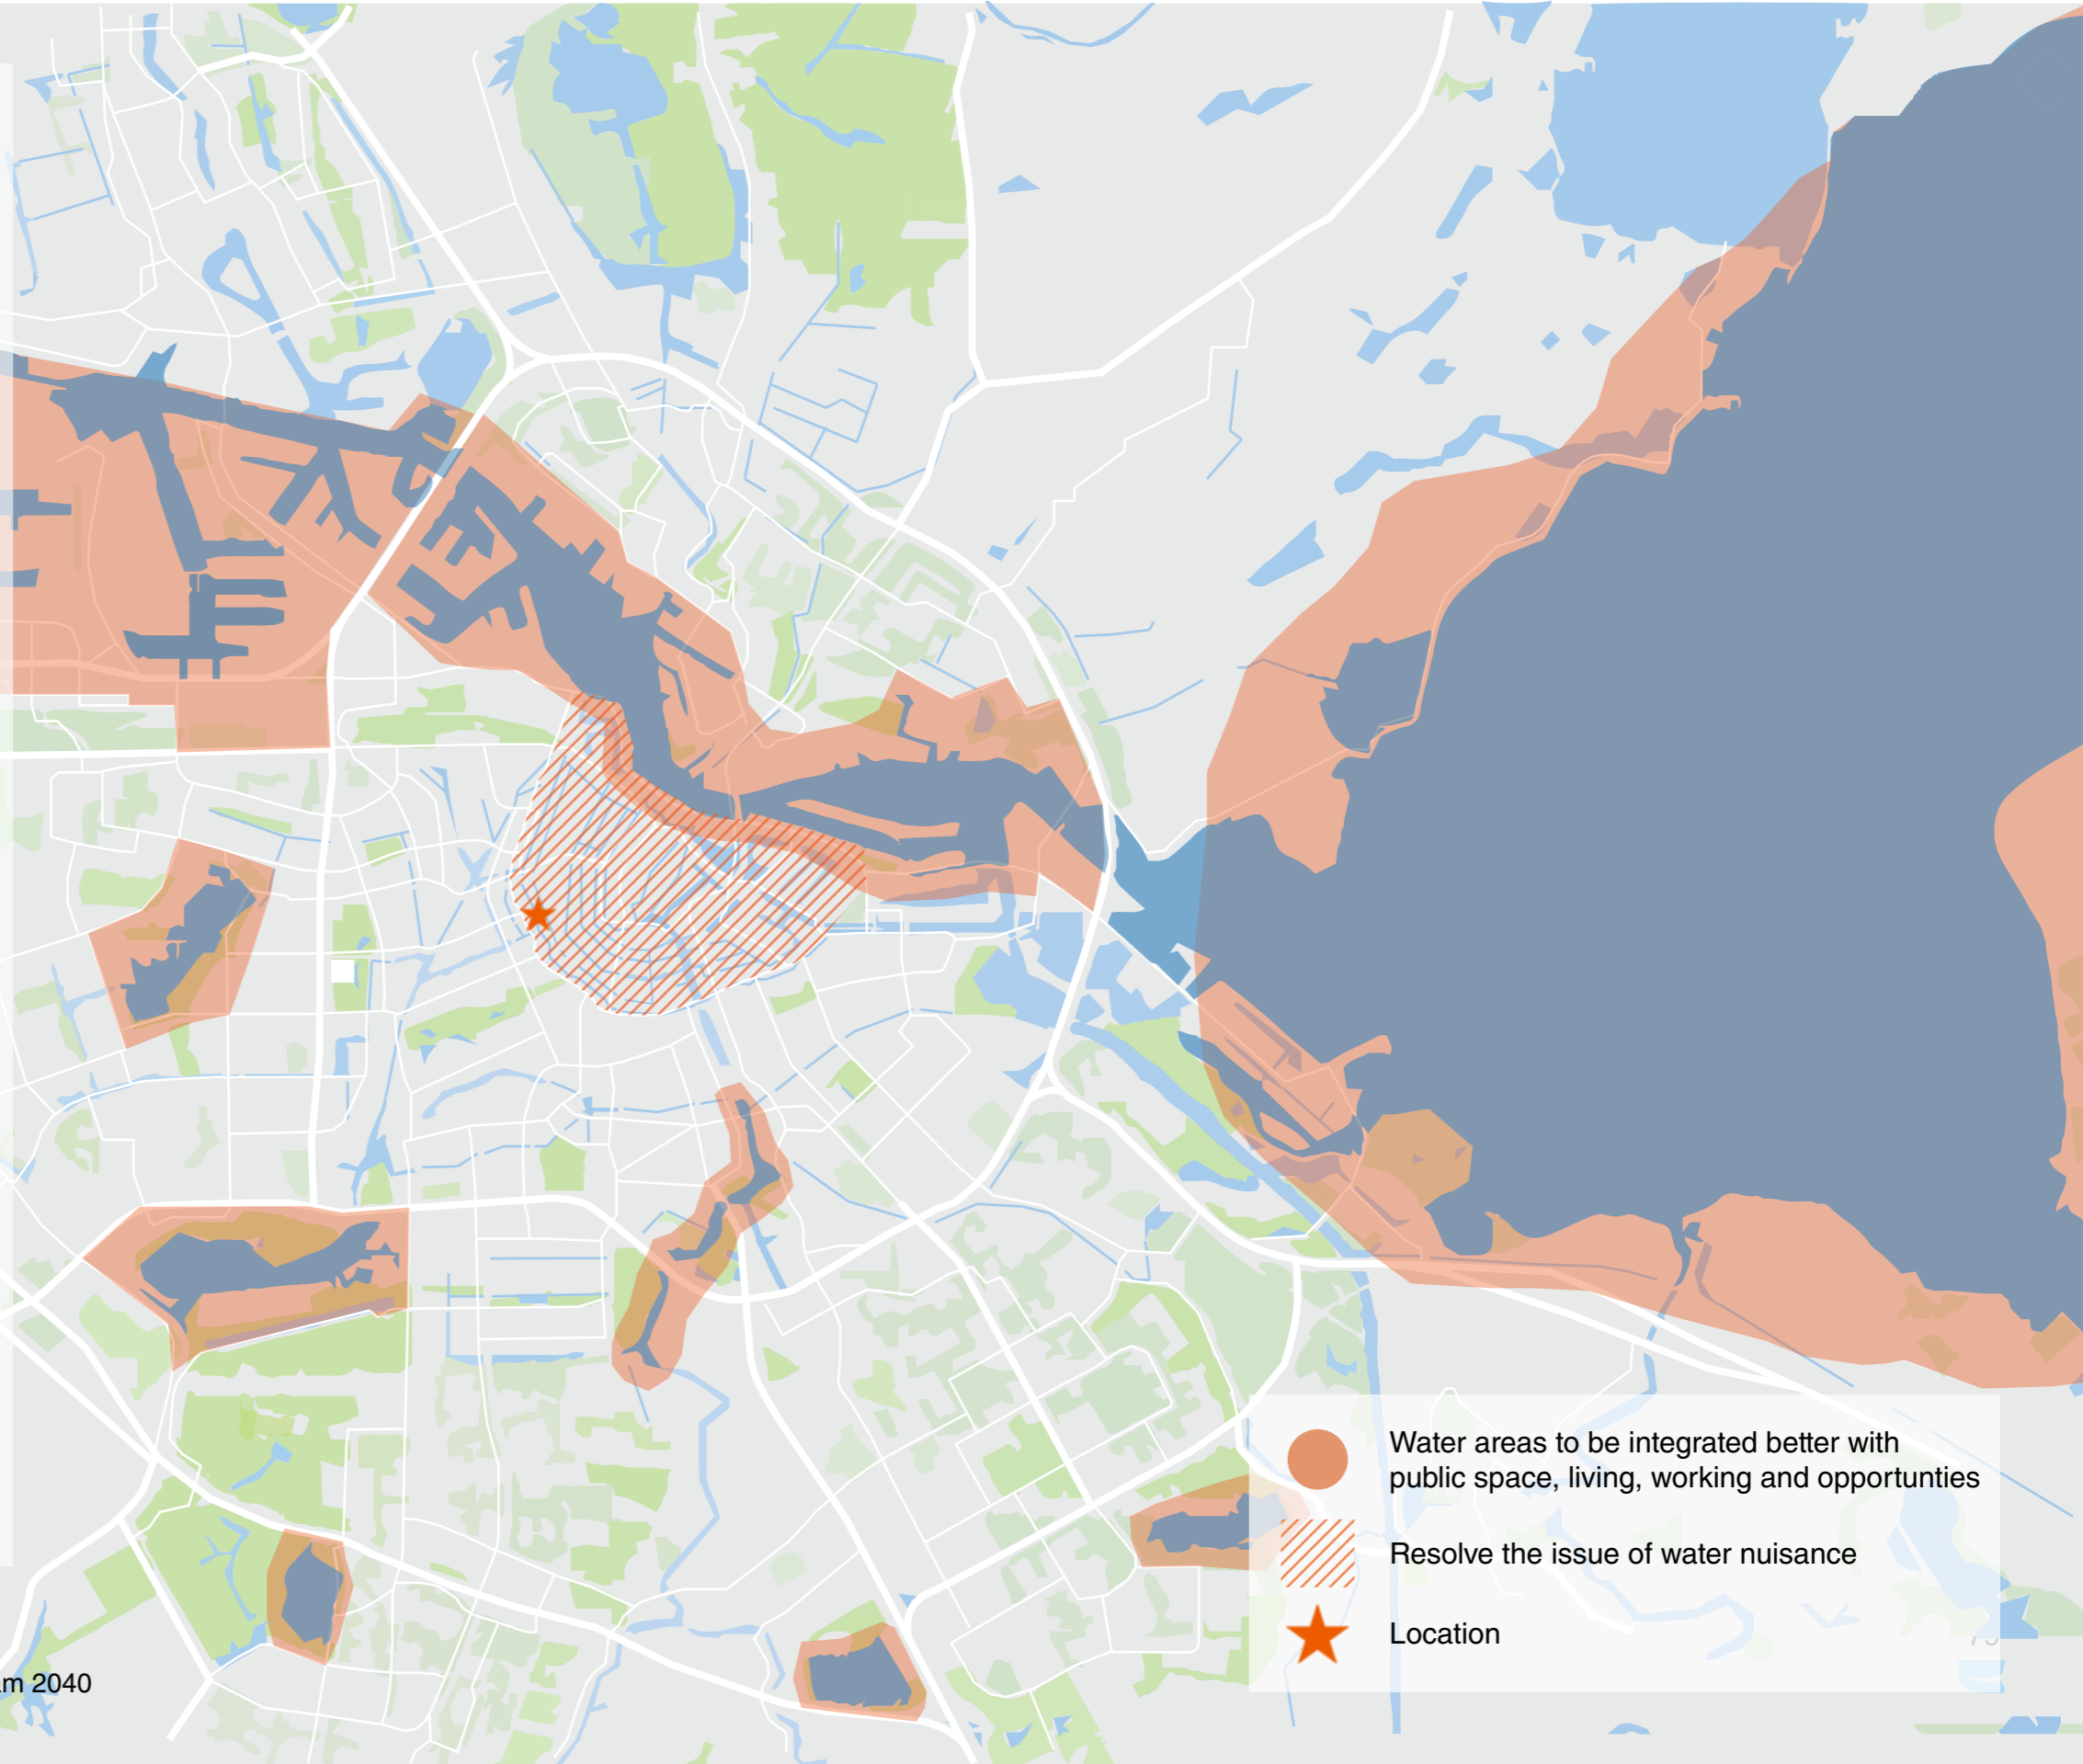 Water areas to be integrated better with
public space, living, working and opportunties
Resolve the issue of water nuisance
Location
m 2040